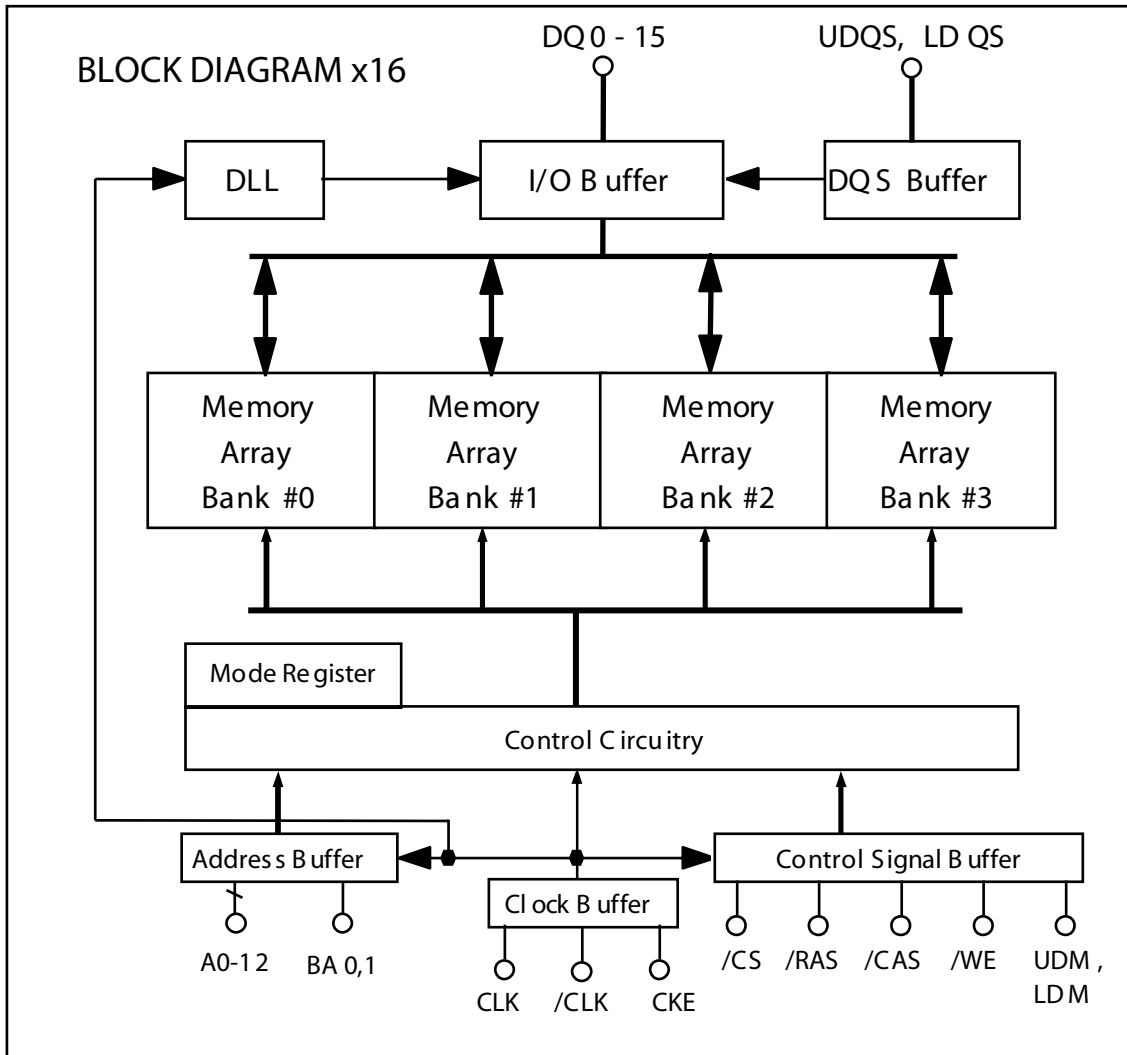 DQ0 - 15
UDQS, LDQS
BLOCK DIAGRAM x16
DLL
I/O Buffer
DQS Buffer
Memory
Array
Bank #0
Memory
Array
Bank #1
Memory
Array
Bank #2
Memory
Array
Bank #3
Mode Register
Control Circuitry
Address Buffer
Control Signal Buffer
Clock Buffer
A0-12
BA 0,1
CLK
/CLK
CKE
/CS
/RAS
/CAS
/WE
UDM,
LDM